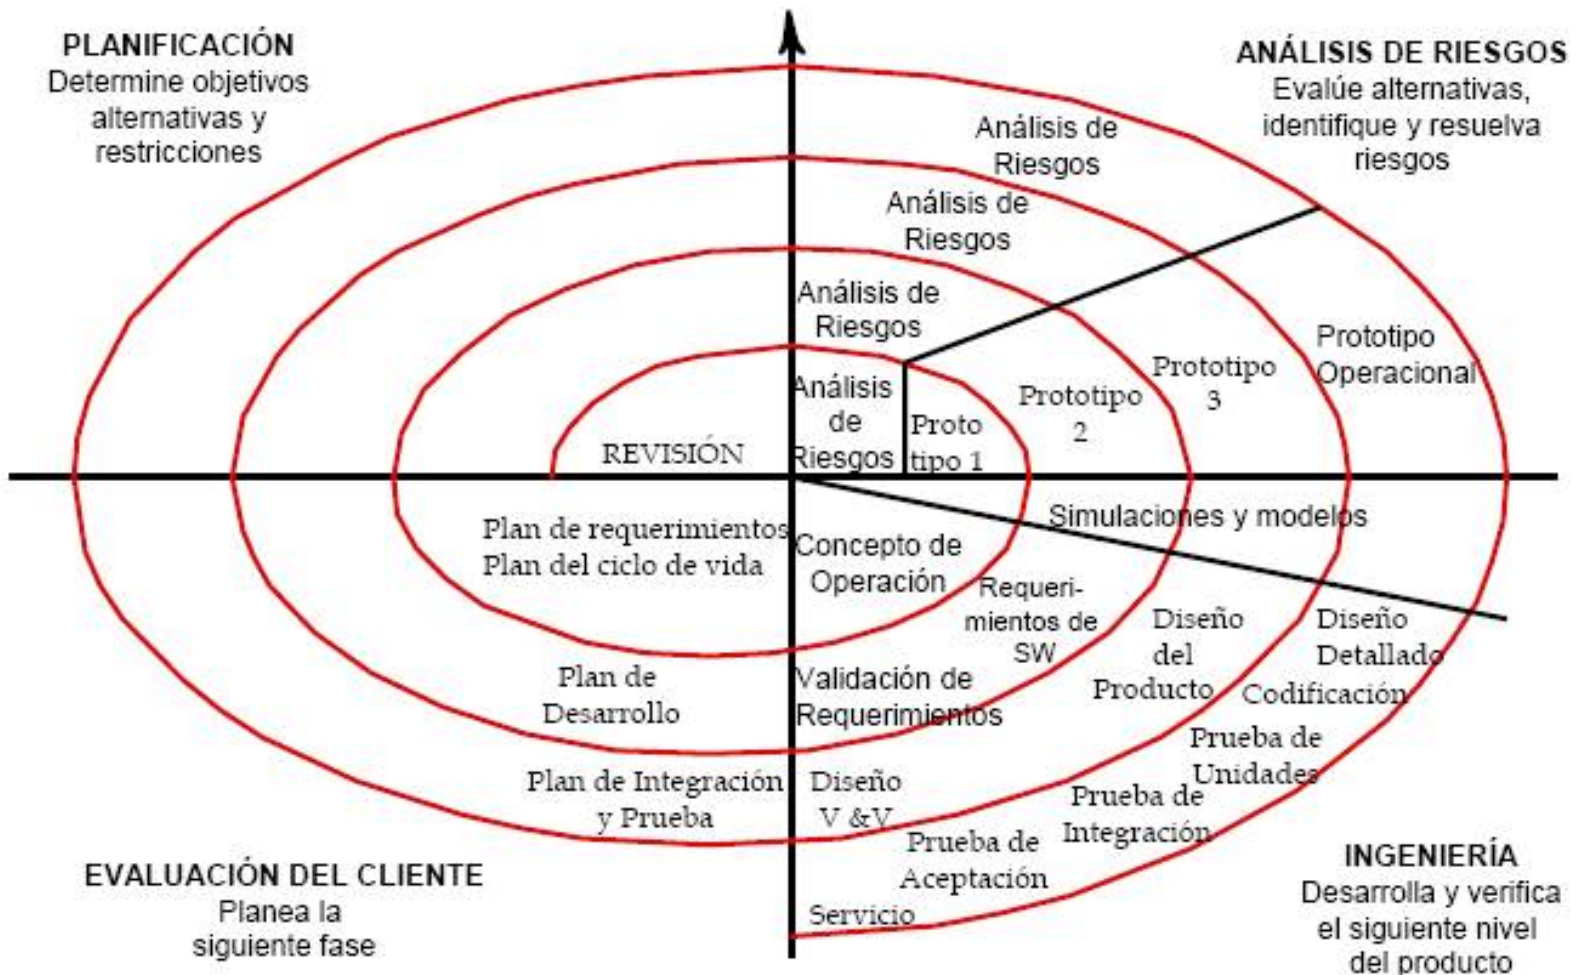 PLANIFICACIÓN
Determine objetivos
alternativas y
restricciones
ANÁLISIS DE RIESGOS
Evalúe alternativas,
identifique y resuelva
riesgos
Análisis de
Riesgos
Análisis de
Riesgos
Análisis de
Riesgos
Análisis
de
Riesgos
Proto
tipo 1
Prototipo
2
Prototipo
3
Prototipo
Operacional
REVISIÓN
Simulaciones y modelos
Plan de requerimientos
Plan del ciclo de vida
Concepto de
Operación
Requeri-
mientos de
SW
Diseño
del
Producto
Diseño
Detallado
Codificación
Plan de
Desarrollo
Validación de
Requerimientos
Prueba de
Unidades
Plan de Integración
y Prueba
Diseño
V &V
Prueba de
Integración
Prueba de
Aceptación
Servicio
EVALUACIÓN DEL CLIENTE
Planea la
siguiente fase
INGENIERÍA
Desarrolla y verifica
el siguiente nivel
del producto